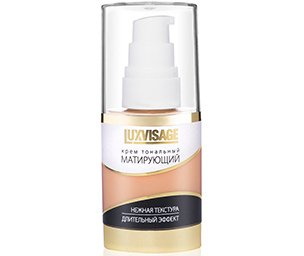 LUXVISAGE
крем тональный
МАТИРУЮЩИЙ
НЕЖНАЯ ТЕКСТУРА
ДЛИТЕЛЬНЫЙ ЭФФЕКТ